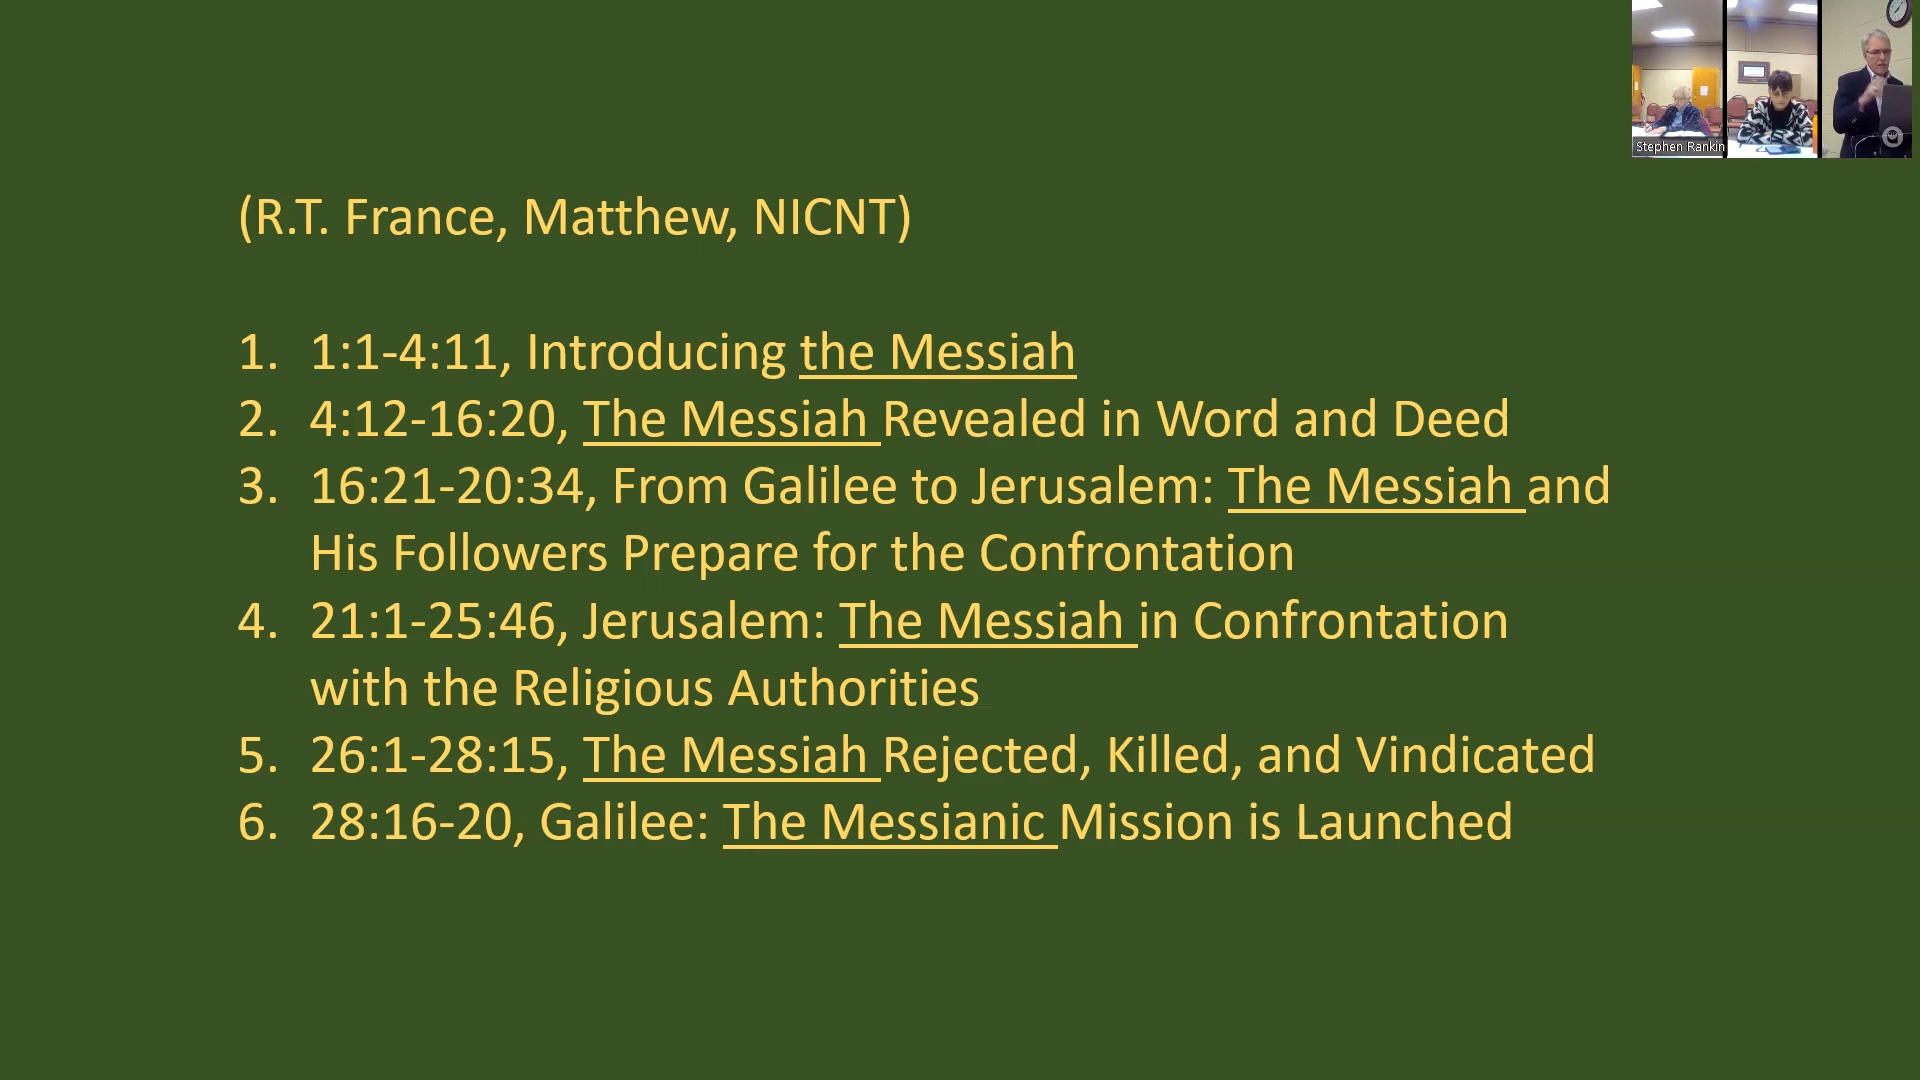 Stephen Rankin
(R.T. France, Matthew, NICNT)
1. 1:1-4:11, Introducing the Messiah
2. 4:12-16:20, The Messiah Revealed in Word and Deed
3. 16:21-20:34, From Galilee to Jerusalem: The Messiah and
His Followers Prepare for the Confrontation
4. 21:1-25:46, Jerusalem: The Messiah in Confrontation
with the Religious Authorities
5. 26:1-28:15, The Messiah Rejected, Killed, and Vindicated
6. 28:16-20, Galilee: The Messianic Mission is Launched